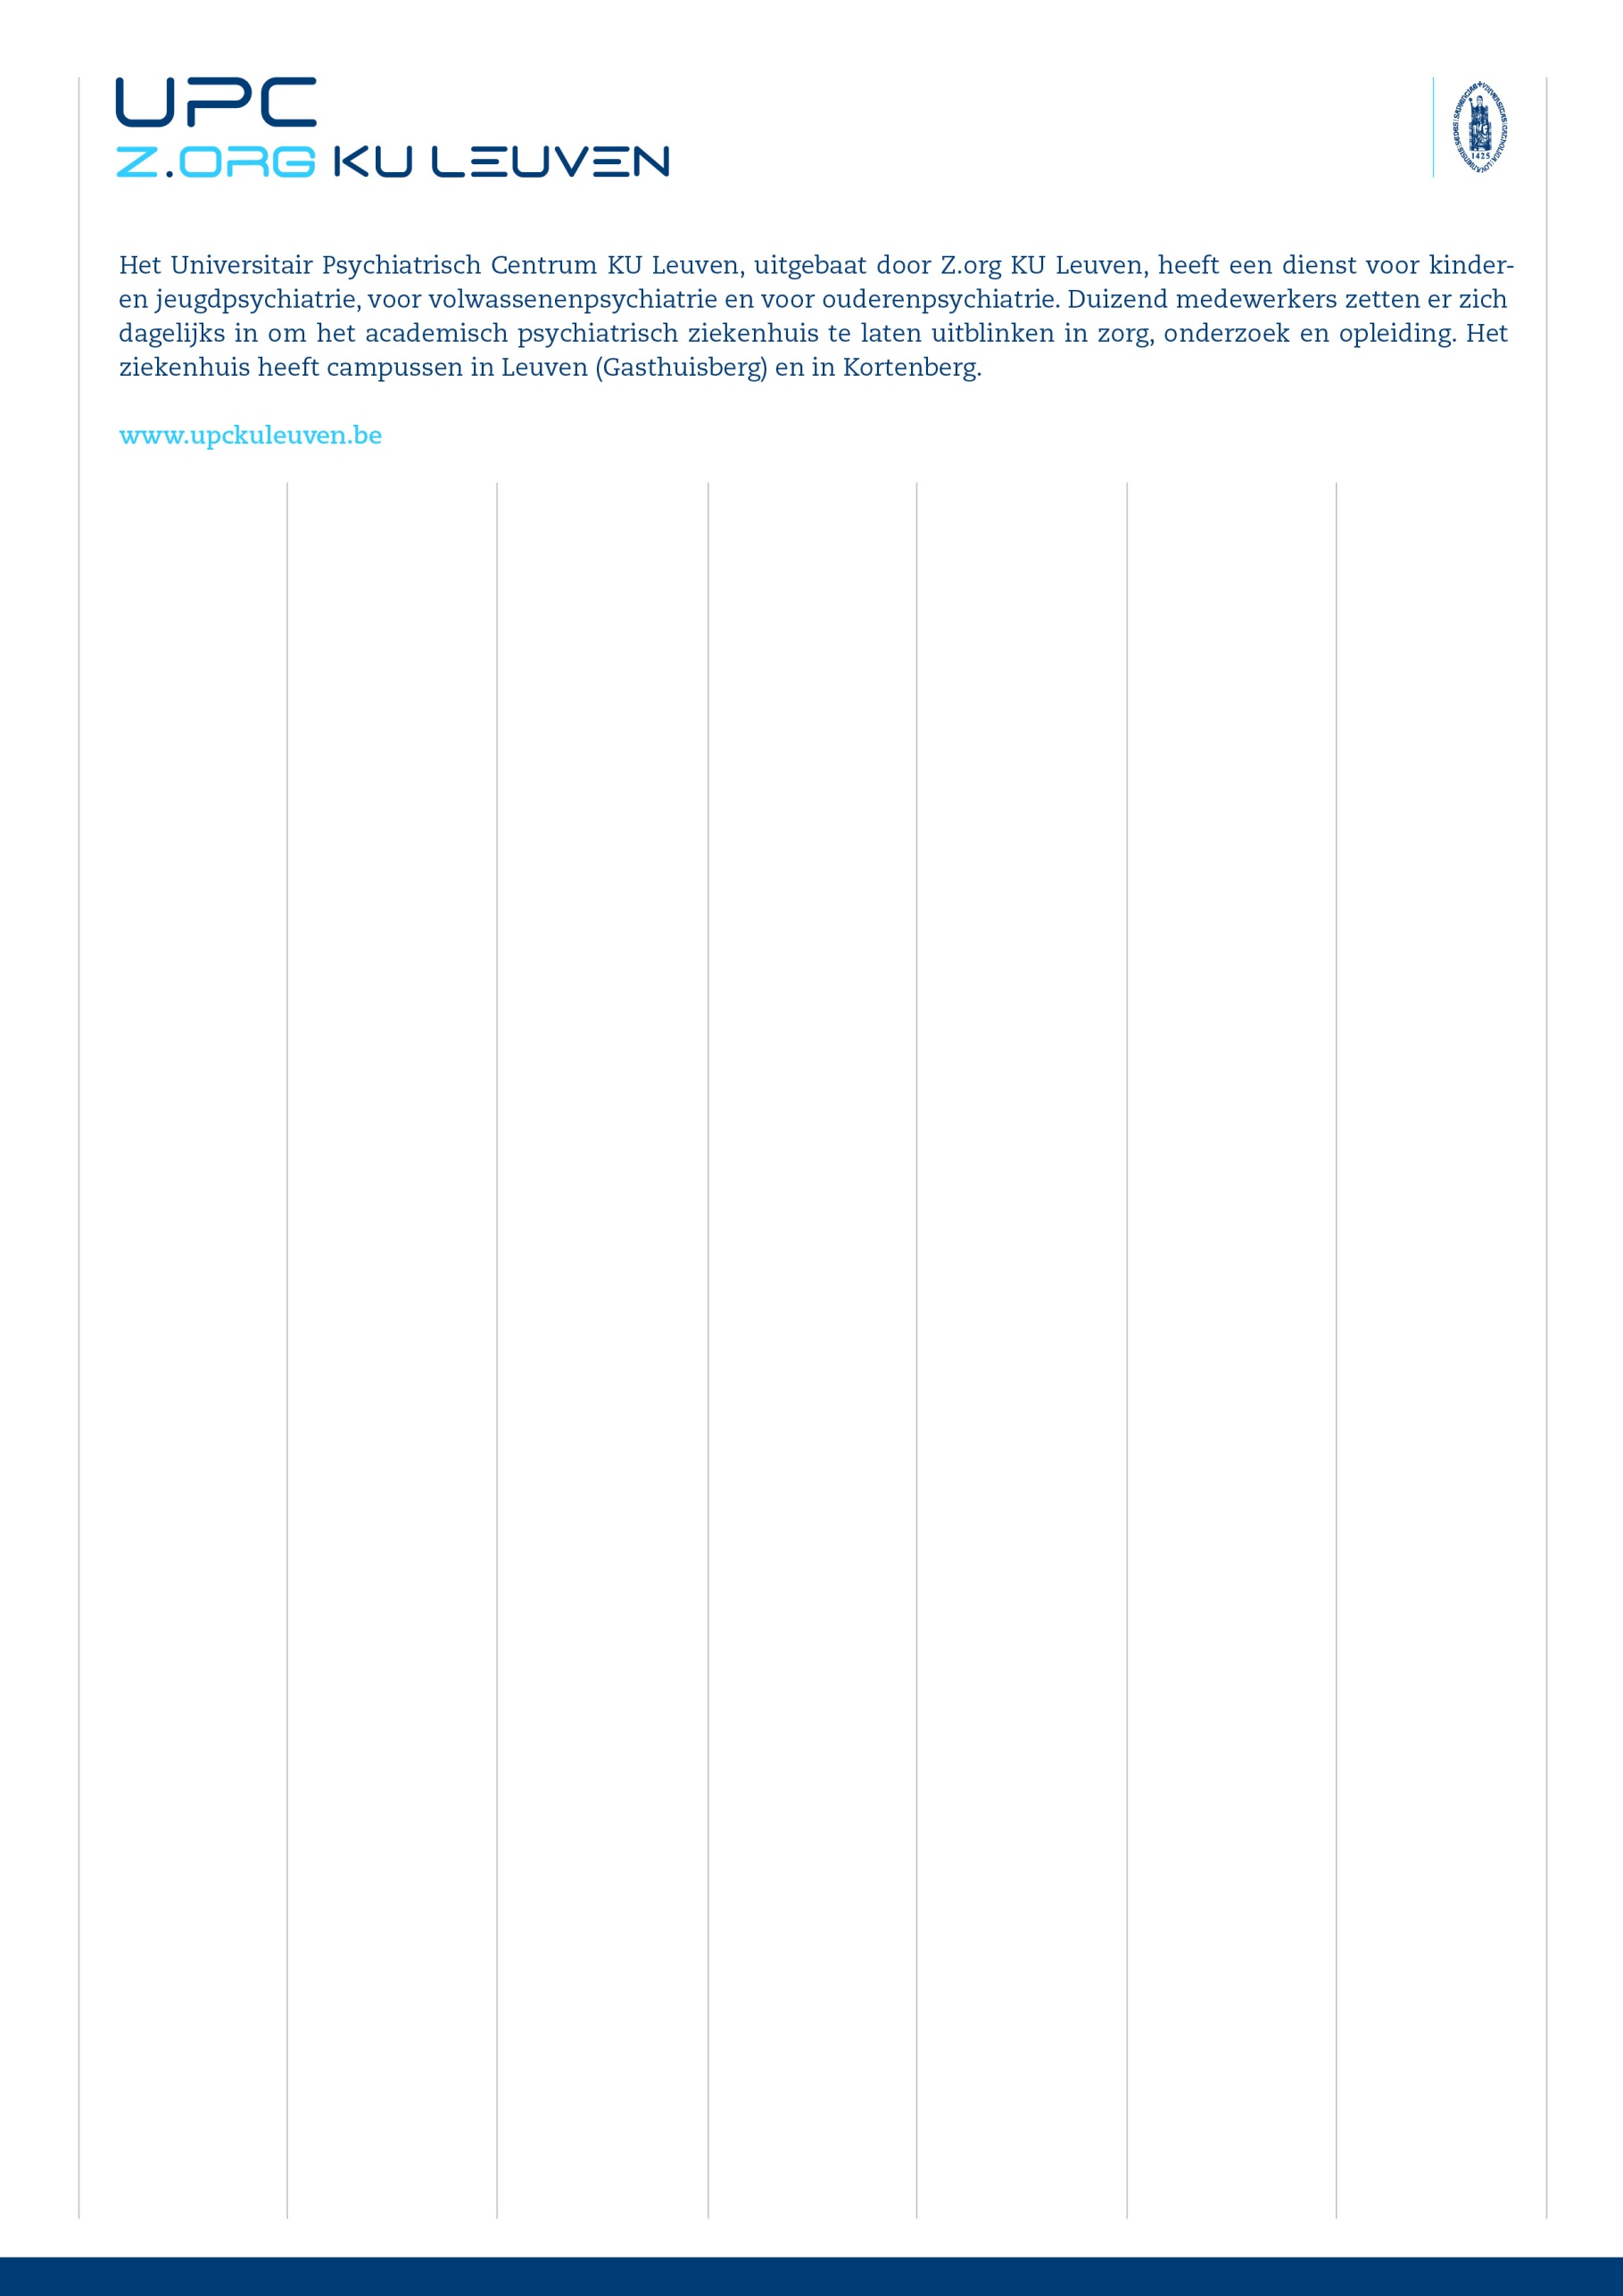 UPC
Z.ORG KU LEUVEN
1425
Het Universitair Psychiatrisch Centrum KU Leuven, uitgebaat door Z.org KU Leuven, heeft een dienst voor kinder-
en jeugdpsychiatrie, voor volwassenenpsychiatrie en voor ouderenpsychiatrie. Duizend medewerkers zetten er zich
dagelijks in om het academisch psychiatrisch ziekenhuis te laten uitblinken in zorg, onderzoek en opleiding. Het
ziekenhuis heeft campussen in Leuven (Gasthuisberg) en in Kortenberg.
www.upckuleuven.be